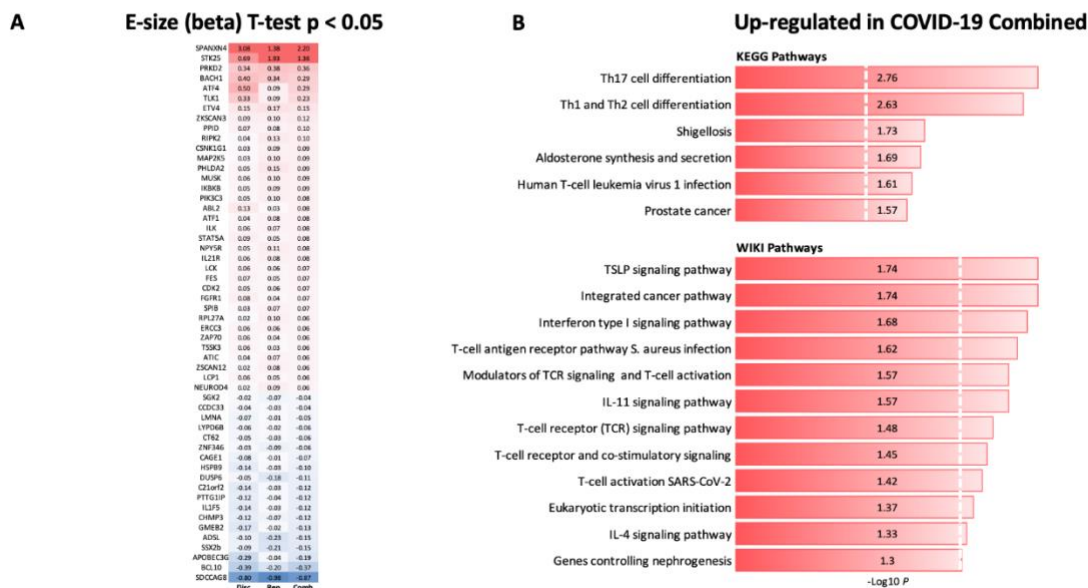 A
E-size (beta) T-test p < 0.05
SPANXN4 3.08 1.38 2.20
STK25 0.69 1.93 1.38
PRKD2 0.34 0.38 0.36
BACH1 0.40 0.34 0.29
ATF4 0.50 0.09 0.29
TLK1 0.33 0.09 0.23
ETV4 0.15 0.17 0.15
ZKSCAN3 0.09 0.10 0.12
PPID 0.07 0.08 0.10
RIPK2 0.04 0.13 0.10
CSNK1G1 0.03 0.09 0.09
MAP2K5 0.03 0.10 0.09
PHLDA2 0.05 0.15 0.09
MUSK 0.06 0.10 0.09
IKBKB 0.05 0.09 0.09
PIK3C3 0.05 0.10 0.08
ABL2 0.13 0.03 0.08
ATF1 0.04 0.08 0.08
ILK 0.06 0.07 0.08
STAT5A 0.09 0.05 0.08
NPY5R 0.05 0.11 0.08
IL21R 0.06 0.08 0.08
LCK 0.06 0.06 0.07
FES 0.07 0.05 0.07
CDK2 0.05 0.06 0.07
FGFR1 0.08 0.04 0.07
SPIB 0.03 0.07 0.07
RPL27A 0.02 0.10 0.06
ERCC3 0.06 0.06 0.06
ZAP70 0.06 0.04 0.06
TSSK3 0.06 0.03 0.06
ATIC 0.04 0.07 0.06
ZSCAN12 0.02 0.08 0.06
LCP1 0.06 0.05 0.06
NEUROD4 0.02 0.09 0.06
SGK2 -0.02 -0.07 -0.04
CCDC33 -0.04 -0.03 -0.04
LMNA -0.07 -0.01 -0.05
LYPD6B -0.06 -0.02 -0.06
CT62 -0.05 -0.03 -0.06
ZNF346 -0.03 -0.09 -0.06
CAGE1 -0.08 -0.01 -0.07
HSPB9 -0.14 -0.03 -0.10
DUSP6 -0.05 -0.18 -0.11
C21orf2 -0.14 -0.03 -0.12
PTTG1IP -0.12 -0.04 -0.12
IL1F5 -0.14 -0.03 -0.12
CHMP3 -0.12 -0.07 -0.12
GMEB2 -0.17 -0.02 -0.13
ADSL -0.10 -0.23 -0.15
SSX2b -0.09 -0.21 -0.15
APOBEC3G -0.29 -0.04 -0.19
BCL10 -0.39 -0.20 -0.37
SDCCAG8 -0.80 -0.98 -0.87
Disc Rep Comb
B
Up-regulated in COVID-19 Combined
KEGG Pathways
Th17 cell differentiation 2.76
Th1 and Th2 cell differentiation 2.63
Shigellosis 1.73
Aldosterone synthesis and secretion 1.69
Human T-cell leukemia virus 1 infection 1.61
Prostate cancer 1.57
WIKI Pathways
TSLP signaling pathway 1.74
Integrated cancer pathway 1.74
Interferon type I signaling pathway 1.68
T-cell antigen receptor pathway S. aureus infection 1.62
Modulators of TCR signaling and T-cell activation 1.57
IL-11 signaling pathway 1.57
T-cell receptor (TCR) signaling pathway 1.48
T-cell receptor and co-stimulatory signaling 1.45
T-cell activation SARS-CoV-2 1.42
Eukaryotic transcription initiation 1.37
IL-4 signaling pathway 1.33
Genes controlling nephrogenesis 1.3
-Log10 P